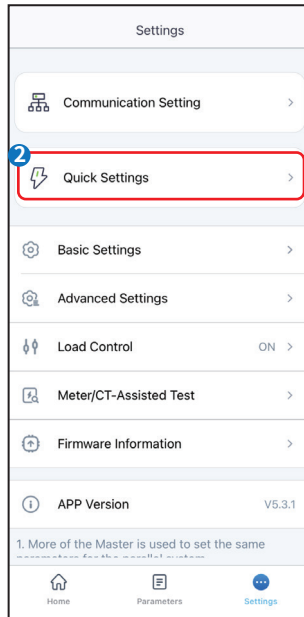 Settings
Communication Setting
2
Quick Settings
Basic Settings
Advanced Settings
Load Control ON
Meter/CT-Assisted Test
Firmware Information
APP Version V5.3.1
1. More of the Master is used to set the same
Home Parameters Settings